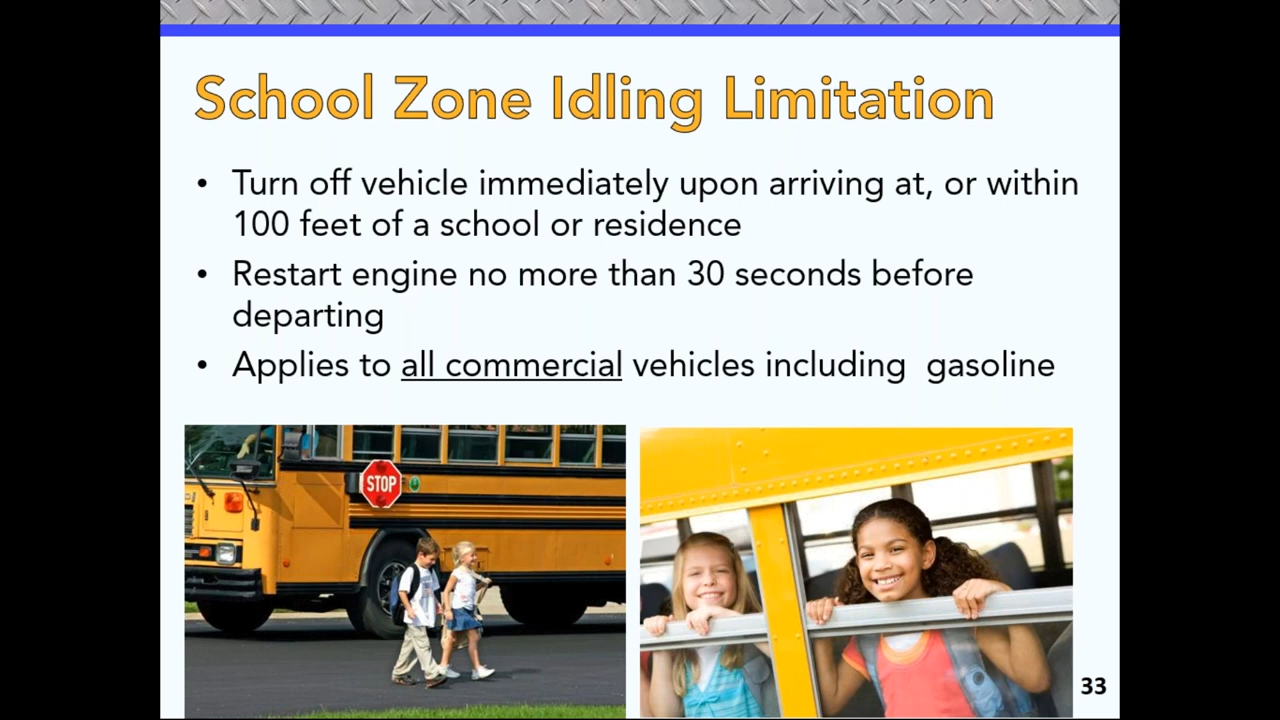 School Zone Idling Limitation
• Turn off vehicle immediately upon arriving at, or within
100 feet of a school or residence
• Restart engine no more than 30 seconds before
departing
• Applies to all commercial vehicles including  gasoline
STOP
33